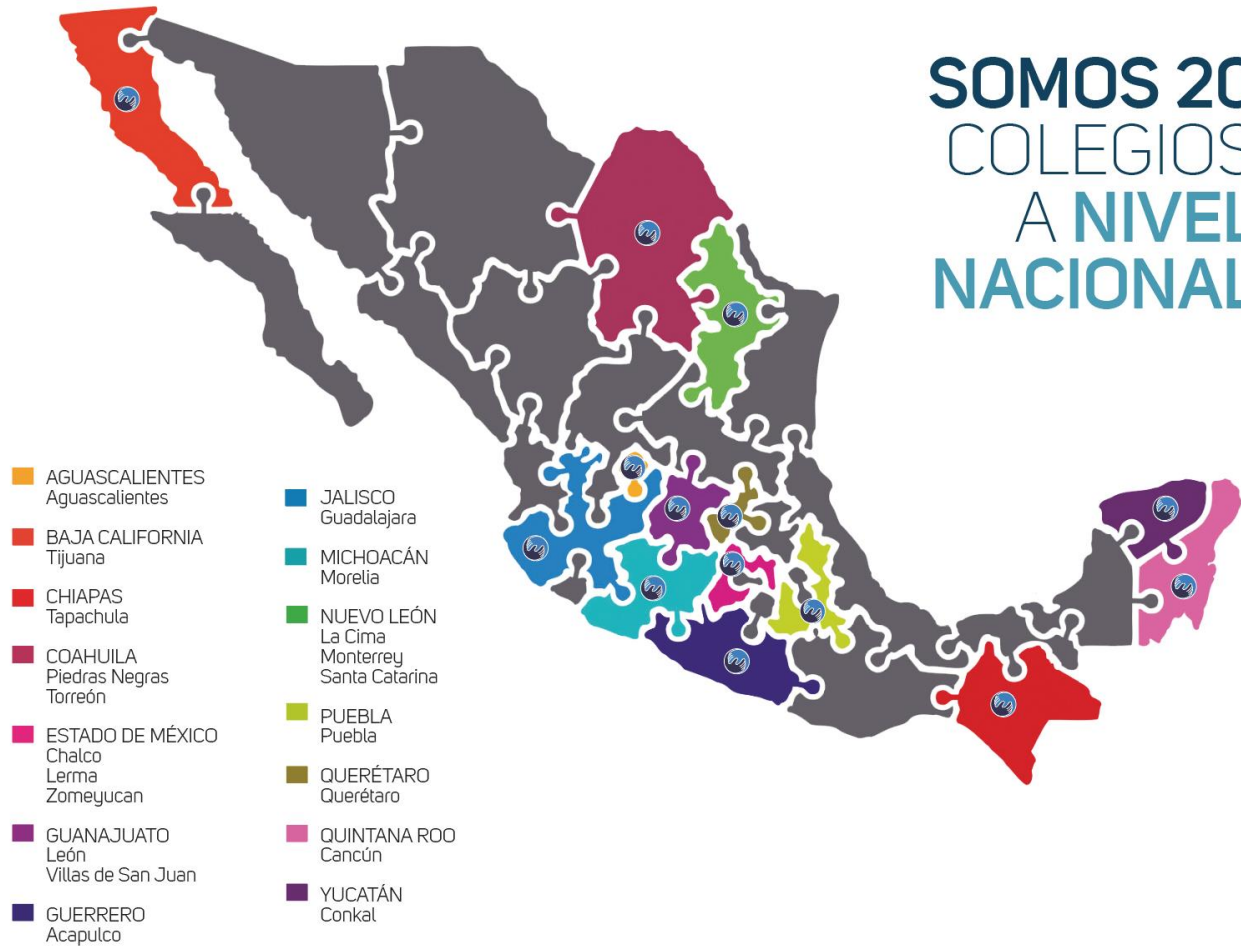 SOMOS 20
COLEGIOS
A NIVEL
NACIONAL
AGUASCALIENTES
Aguascalientes
BAJA CALIFORNIA
Tijuana
CHIAPAS
Tapachula
COAHUILA
Piedras Negras
Torreón
ESTADO DE MÉXICO
Chalco
Lerma
Zomeyucan
GUANAJUATO
León
Villas de San Juan
GUERRERO
Acapulco
JALISCO
Guadalajara
MICHOACÁN
Morelia
NUEVO LEÓN
La Cima
Monterrey
Santa Catarina
PUEBLA
Puebla
QUERÉTARO
Querétaro
QUINTANA ROO
Cancún
YUCATÁN
Conkal